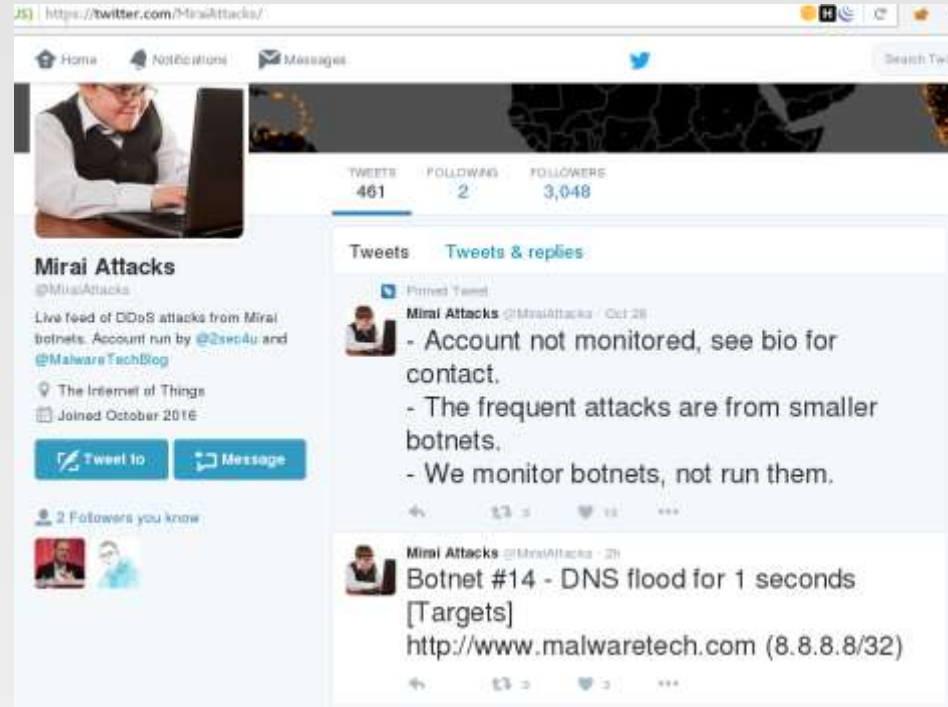 US) https://twitter.com/MiraiAttacks/
H
Home Notifications Messages
TWEETS FOLLOWING FOLLOWERS
461 2 3,048
Mirai Attacks
@MiraiAttacks
Live feed of DDoS attacks from Mirai
botnets. Account run by @2sec4u and
@MalwareTechBlog
The Internet of Things
Joined October 2016
Tweet to Message
2 Followers you know
Tweets Tweets & replies
Pinned Tweet
Mirai Attacks @MiraiAttacks · Oct 28
- Account not monitored, see bio for
contact.
- The frequent attacks are from smaller
botnets.
- We monitor botnets, not run them.
Mirai Attacks @MiraiAttacks · 2h
Botnet #14 - DNS flood for 1 seconds
[Targets]
http://www.malwaretech.com (8.8.8.8/32)